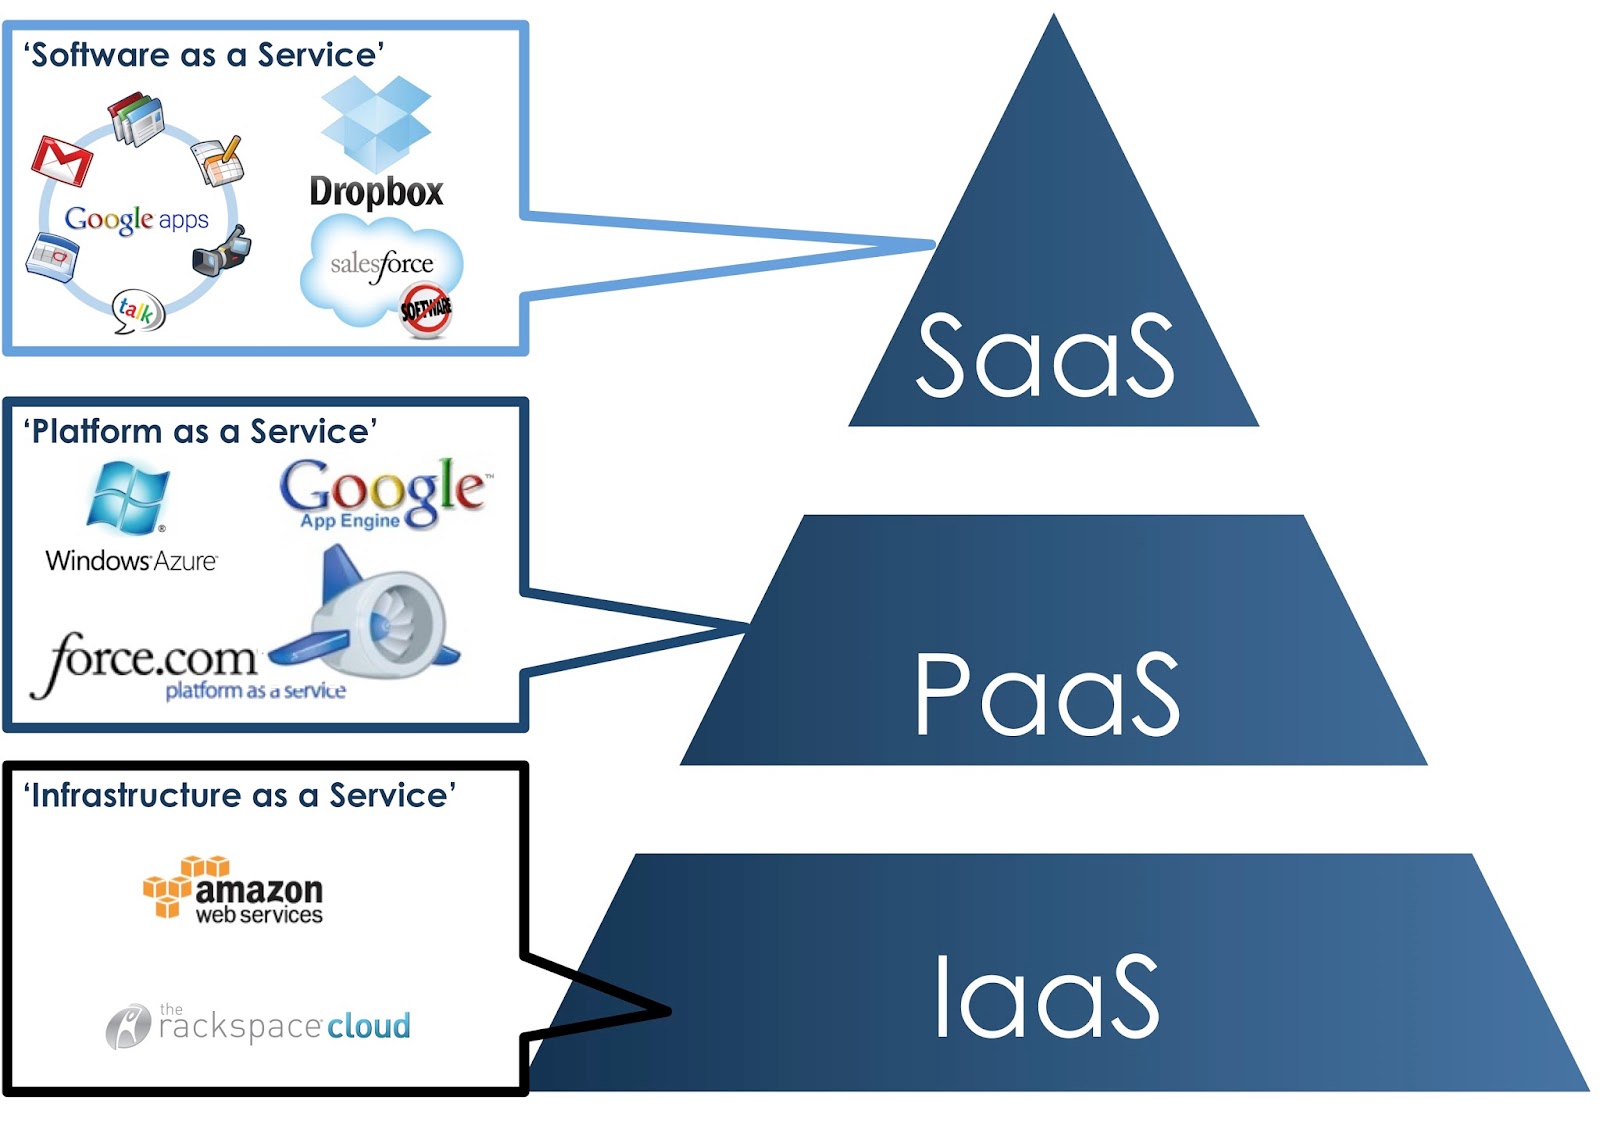 ‘Software as a Service’
Google apps
talk
Dropbox
salesforce
SOFTWARE
SaaS
‘Platform as a Service’
Windows Azure
Google™
App Engine
force.com
platform as a service
PaaS
‘Infrastructure as a Service’
amazon
web services
the
rackspace cloud
IaaS